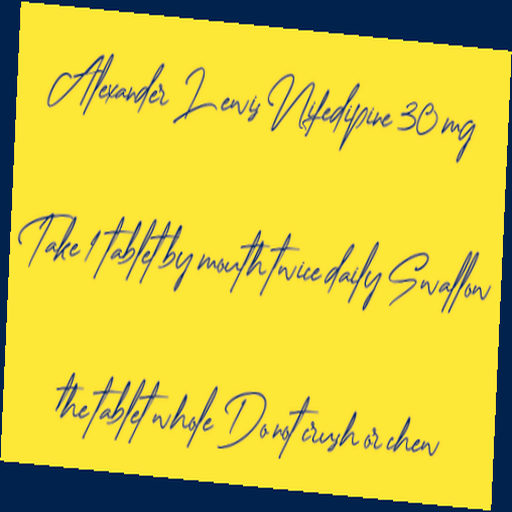 Alexander Lewis Nifedipine 30 mg
Take 1 tablet by mouth twice daily Swallow
the tablet whole Do not crush or chew